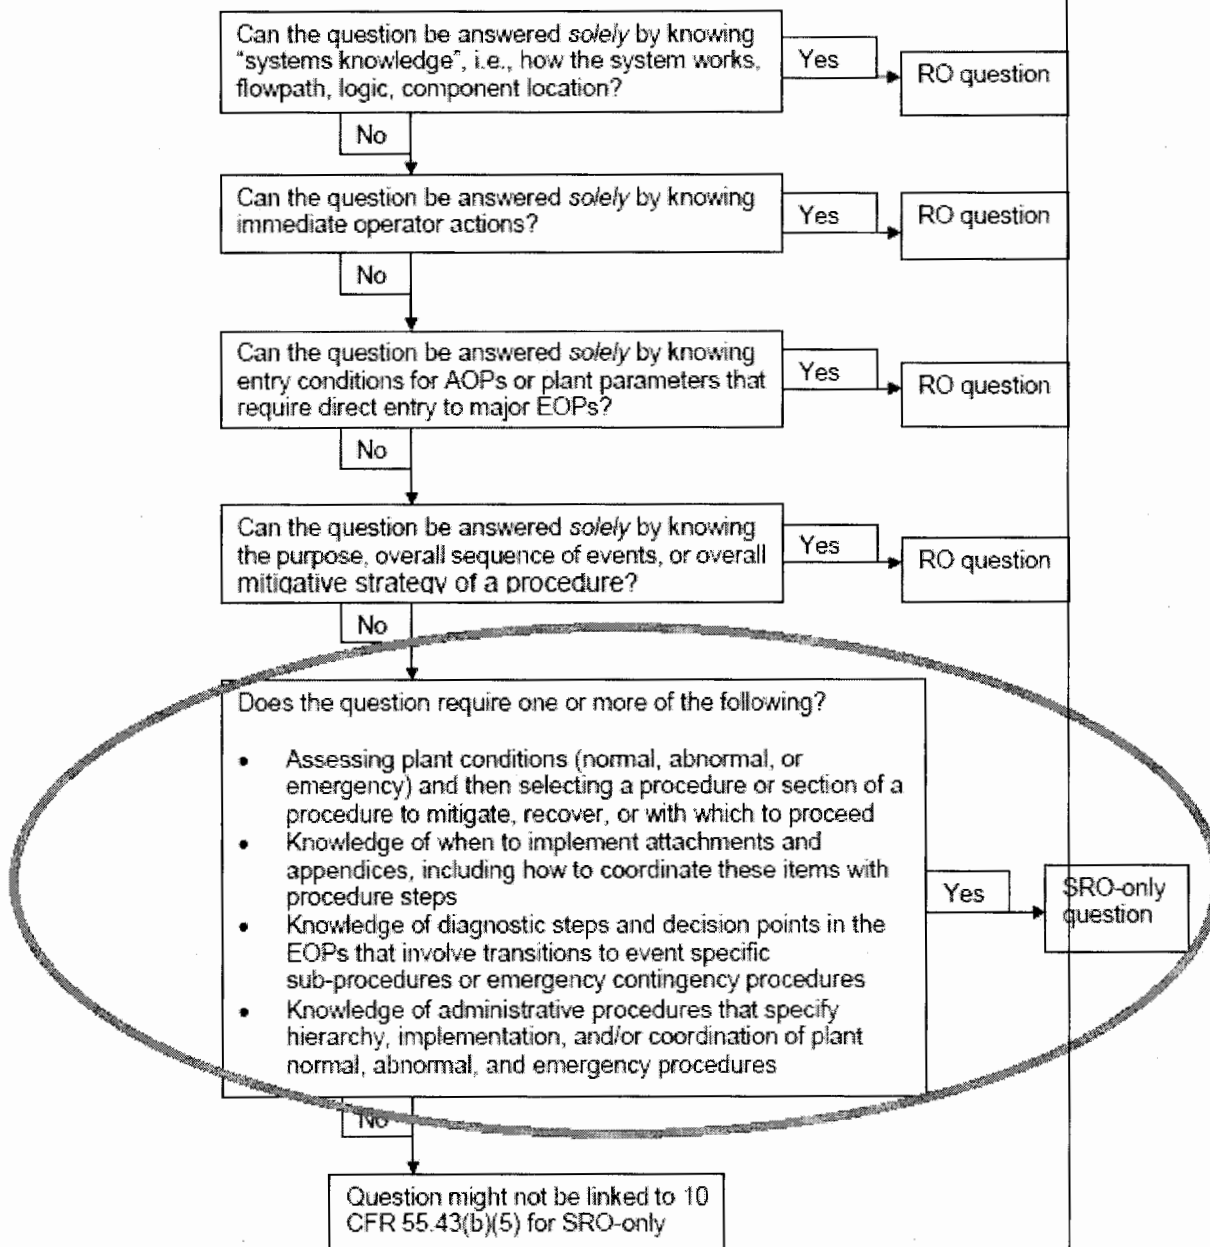 Can the question be answered solely by knowing
"systems knowledge", i.e., how the system works,
flowpath, logic, component location?
Yes
RO question
No
Can the question be answered solely by knowing
immediate operator actions?
Yes
RO question
No
Can the question be answered solely by knowing
entry conditions for AOPs or plant parameters that
require direct entry to major EOPs?
Yes
RO question
No
Can the question be answered solely by knowing
the purpose, overall sequence of events, or overall
mitigative strategy of a procedure?
Yes
RO question
No
Does the question require one or more of the following?
• Assessing plant conditions (normal, abnormal, or
emergency) and then selecting a procedure or section of a
procedure to mitigate, recover, or with which to proceed
• Knowledge of when to implement attachments and
appendices, including how to coordinate these items with
procedure steps
• Knowledge of diagnostic steps and decision points in the
EOPs that involve transitions to event specific
sub-procedures or emergency contingency procedures
• Knowledge of administrative procedures that specify
hierarchy, implementation, and/or coordination of plant
normal, abnormal, and emergency procedures
Yes
SRO-only
question
No
Question might not be linked to 10
CFR 55.43(b)(5) for SRO-only